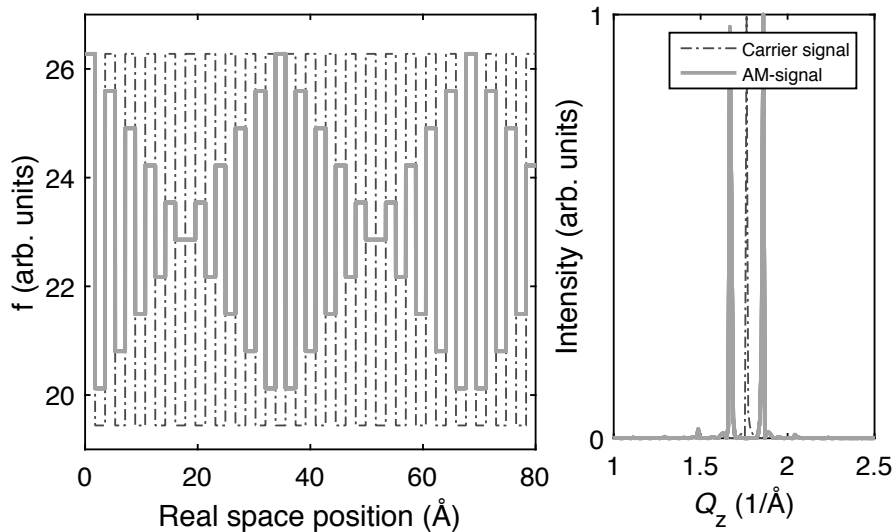 26
24
22
20
f (arb. units)
0 20 40 60 80
Real space position (Å)
1
0
Intensity (arb. units)
Carrier signal
AM-signal
1 1.5 2 2.5
Qz (1/Å)